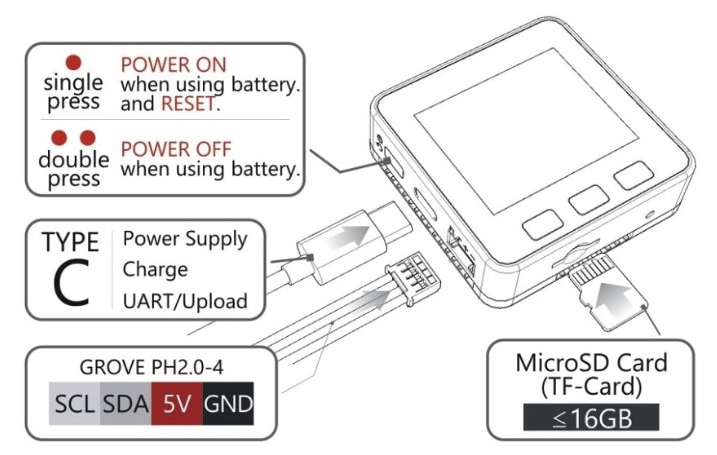 single
press
POWER ON
when using battery.
and RESET.
double
press
POWER OFF
when using battery.
TYPE
C
Power Supply
Charge
UART/Upload
GROVE PH2.0-4
SCL SDA 5V GND
MicroSD Card
(TF-Card)
≤16GB